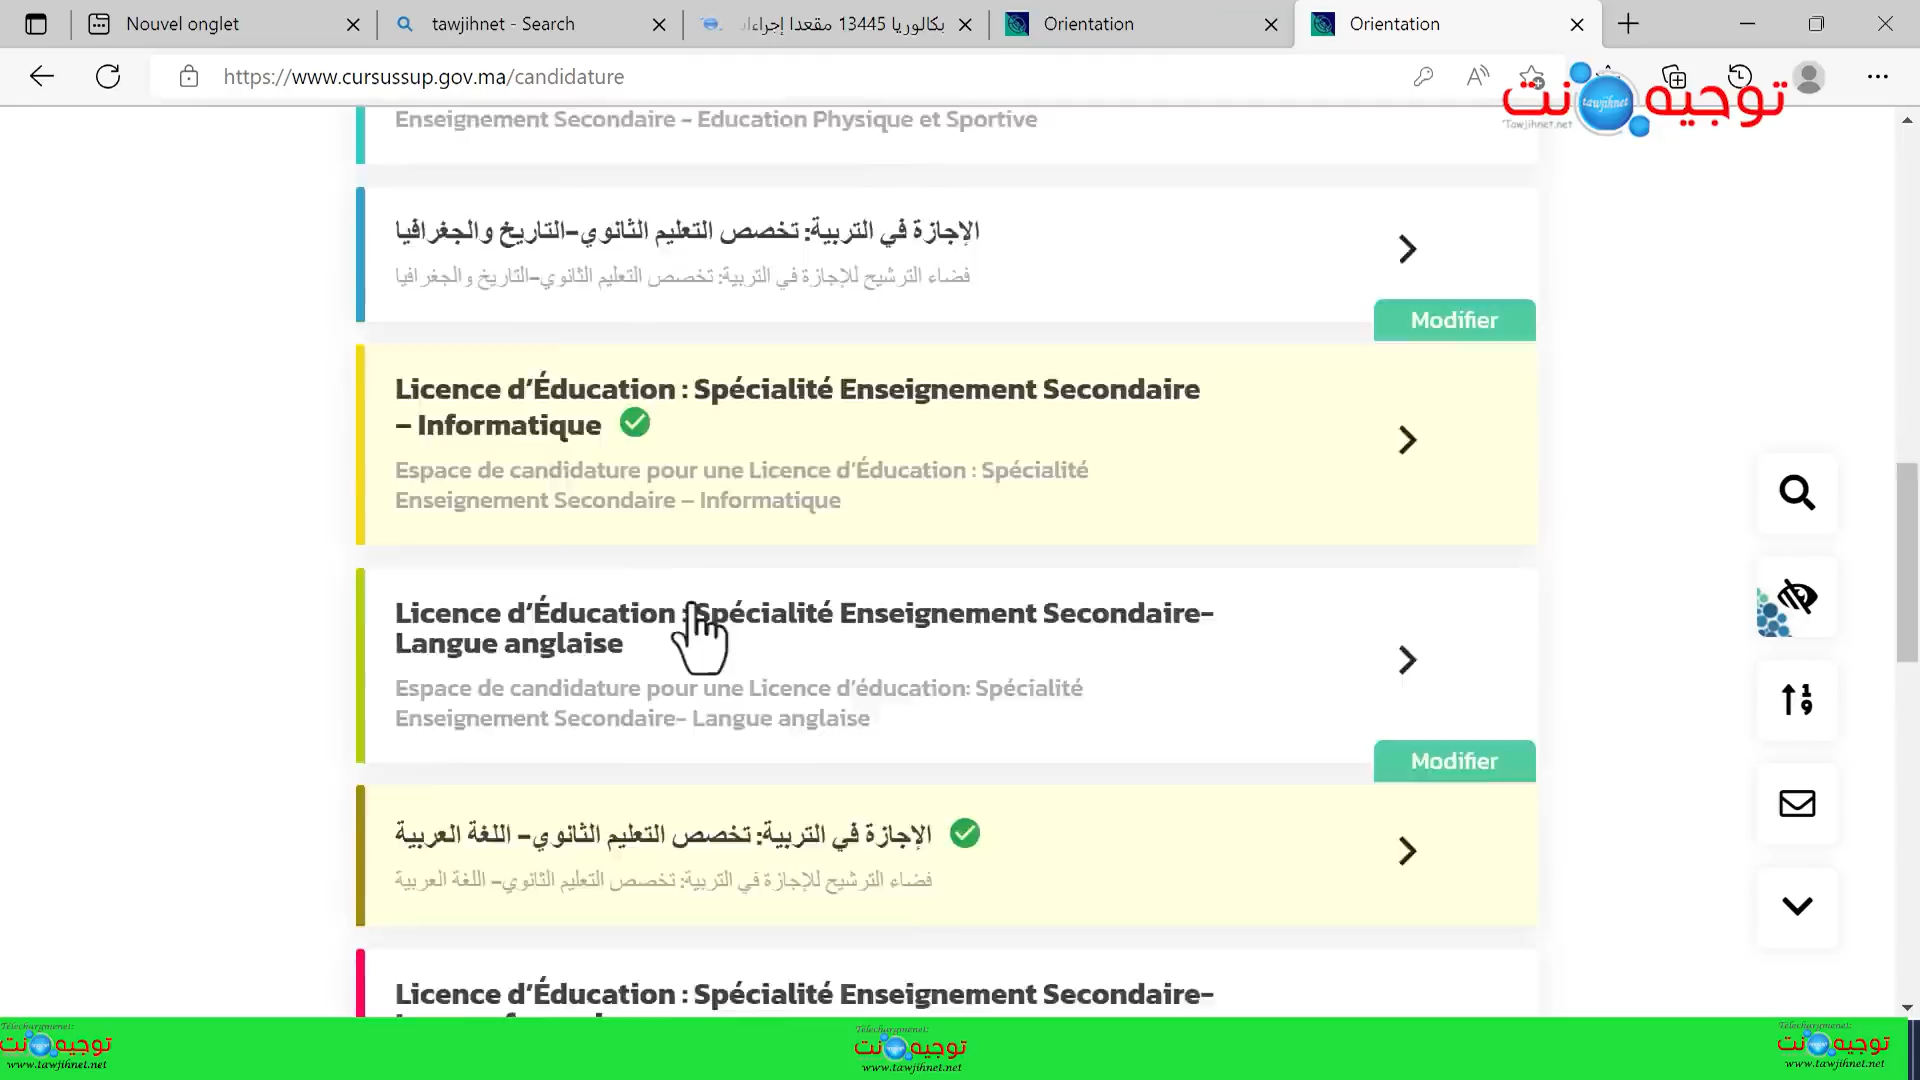 Nouvel onglet
tawjihnet - Search
بكالوريا 13445 مقعدا إجراءات
Orientation
Orientation
https://www.cursussup.gov.ma/candidature
توجيه نت
tawjihnet
Tawjihnet.net
Enseignement Secondaire – Education Physique et Sportive
الإجازة في التربية: تخصص التعليم الثانوي–التاريخ والجغرافيا
فضاء الترشيح للإجازة في التربية: تخصص التعليم الثانوي–التاريخ والجغرافيا
Modifier
Licence d’Éducation : Spécialité Enseignement Secondaire
– Informatique
Espace de candidature pour une Licence d’Éducation : Spécialité
Enseignement Secondaire – Informatique
Licence d’Éducation : Spécialité Enseignement Secondaire–
Langue anglaise
Espace de candidature pour une Licence d’éducation: Spécialité
Enseignement Secondaire– Langue anglaise
Modifier
الإجازة في التربية: تخصص التعليم الثانوي– اللغة العربية
فضاء الترشيح للإجازة في التربية: تخصص التعليم الثانوي– اللغة العربية
Licence d’Éducation : Spécialité Enseignement Secondaire–
توجيه نت
www.tawjihnet.net
توجيه نت
www.tawjihnet.net
توجيه نت
www.tawjihnet.net